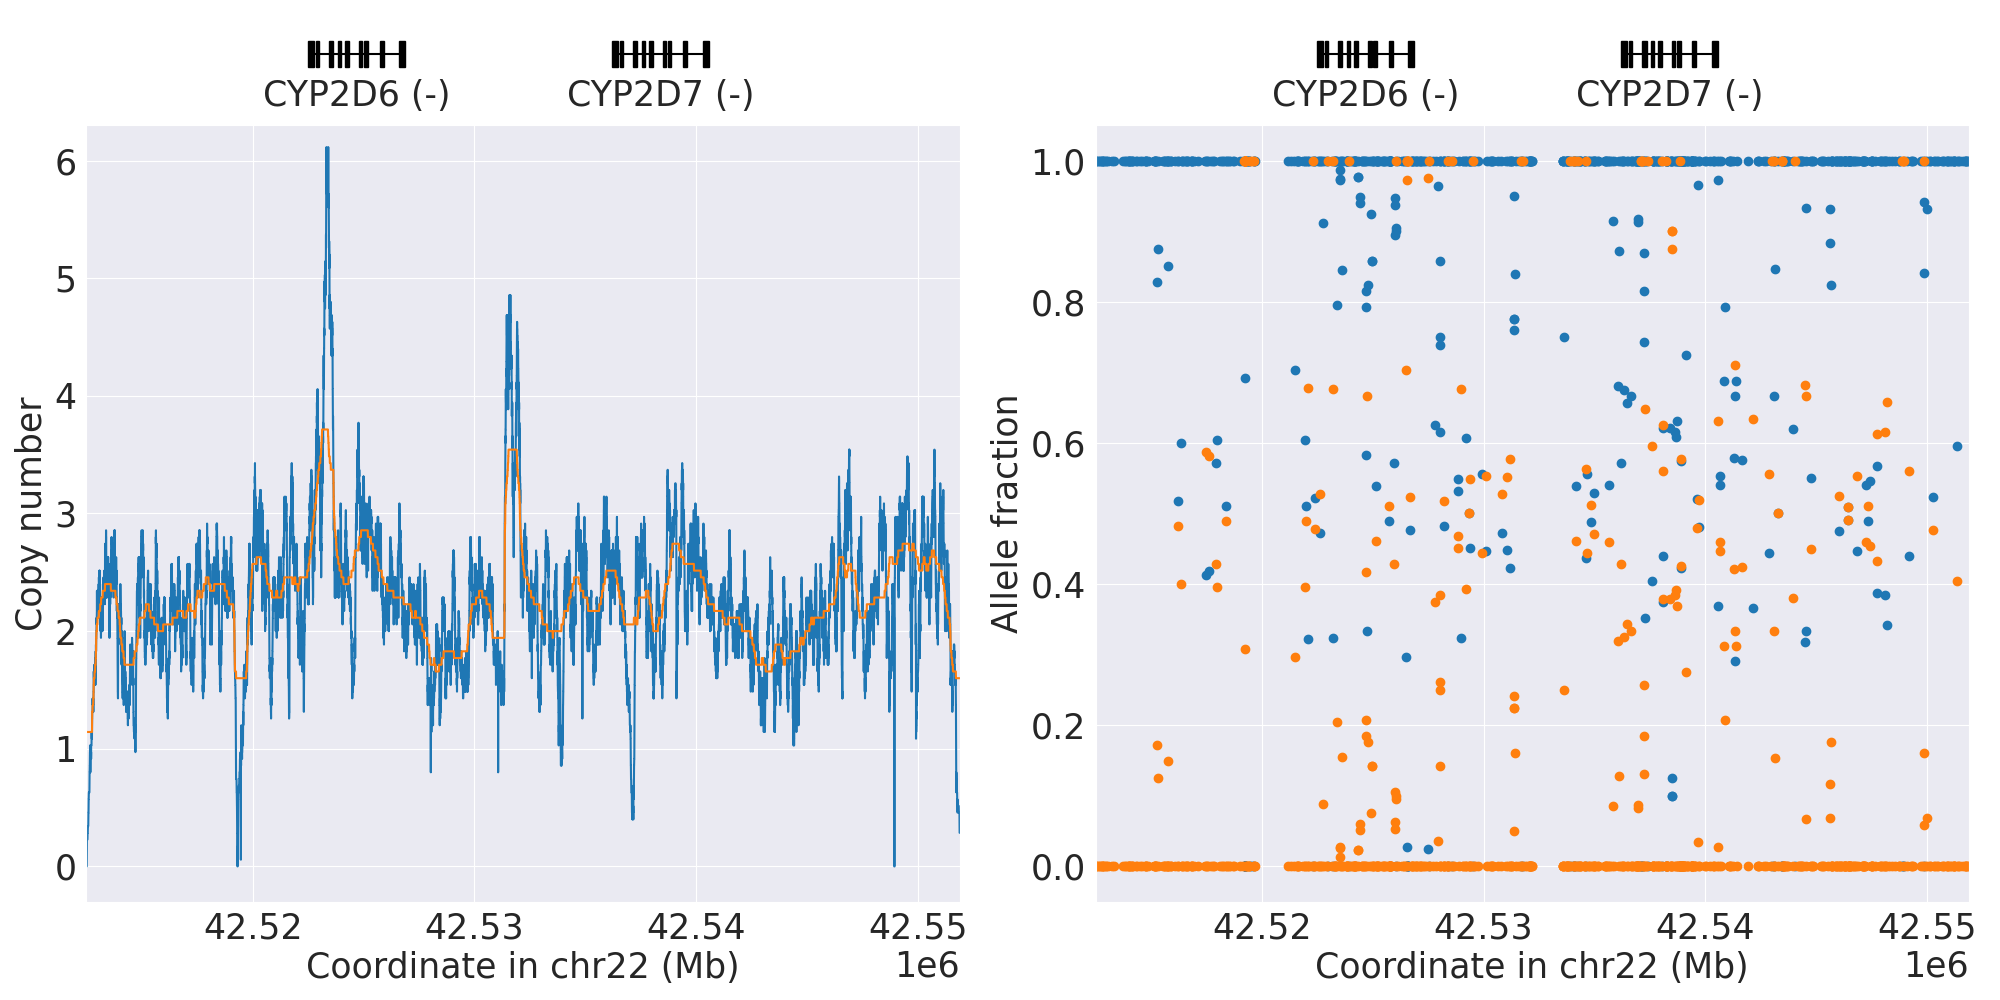 CYP2D6 (-) CYP2D7 (-)
6
5
4
3
2
1
0
Copy number
42.52 42.53 42.54 42.55
Coordinate in chr22 (Mb) 1e6
CYP2D6 (-) CYP2D7 (-)
1.0
0.8
0.6
0.4
0.2
0.0
Allele fraction
42.52 42.53 42.54 42.55
Coordinate in chr22 (Mb) 1e6